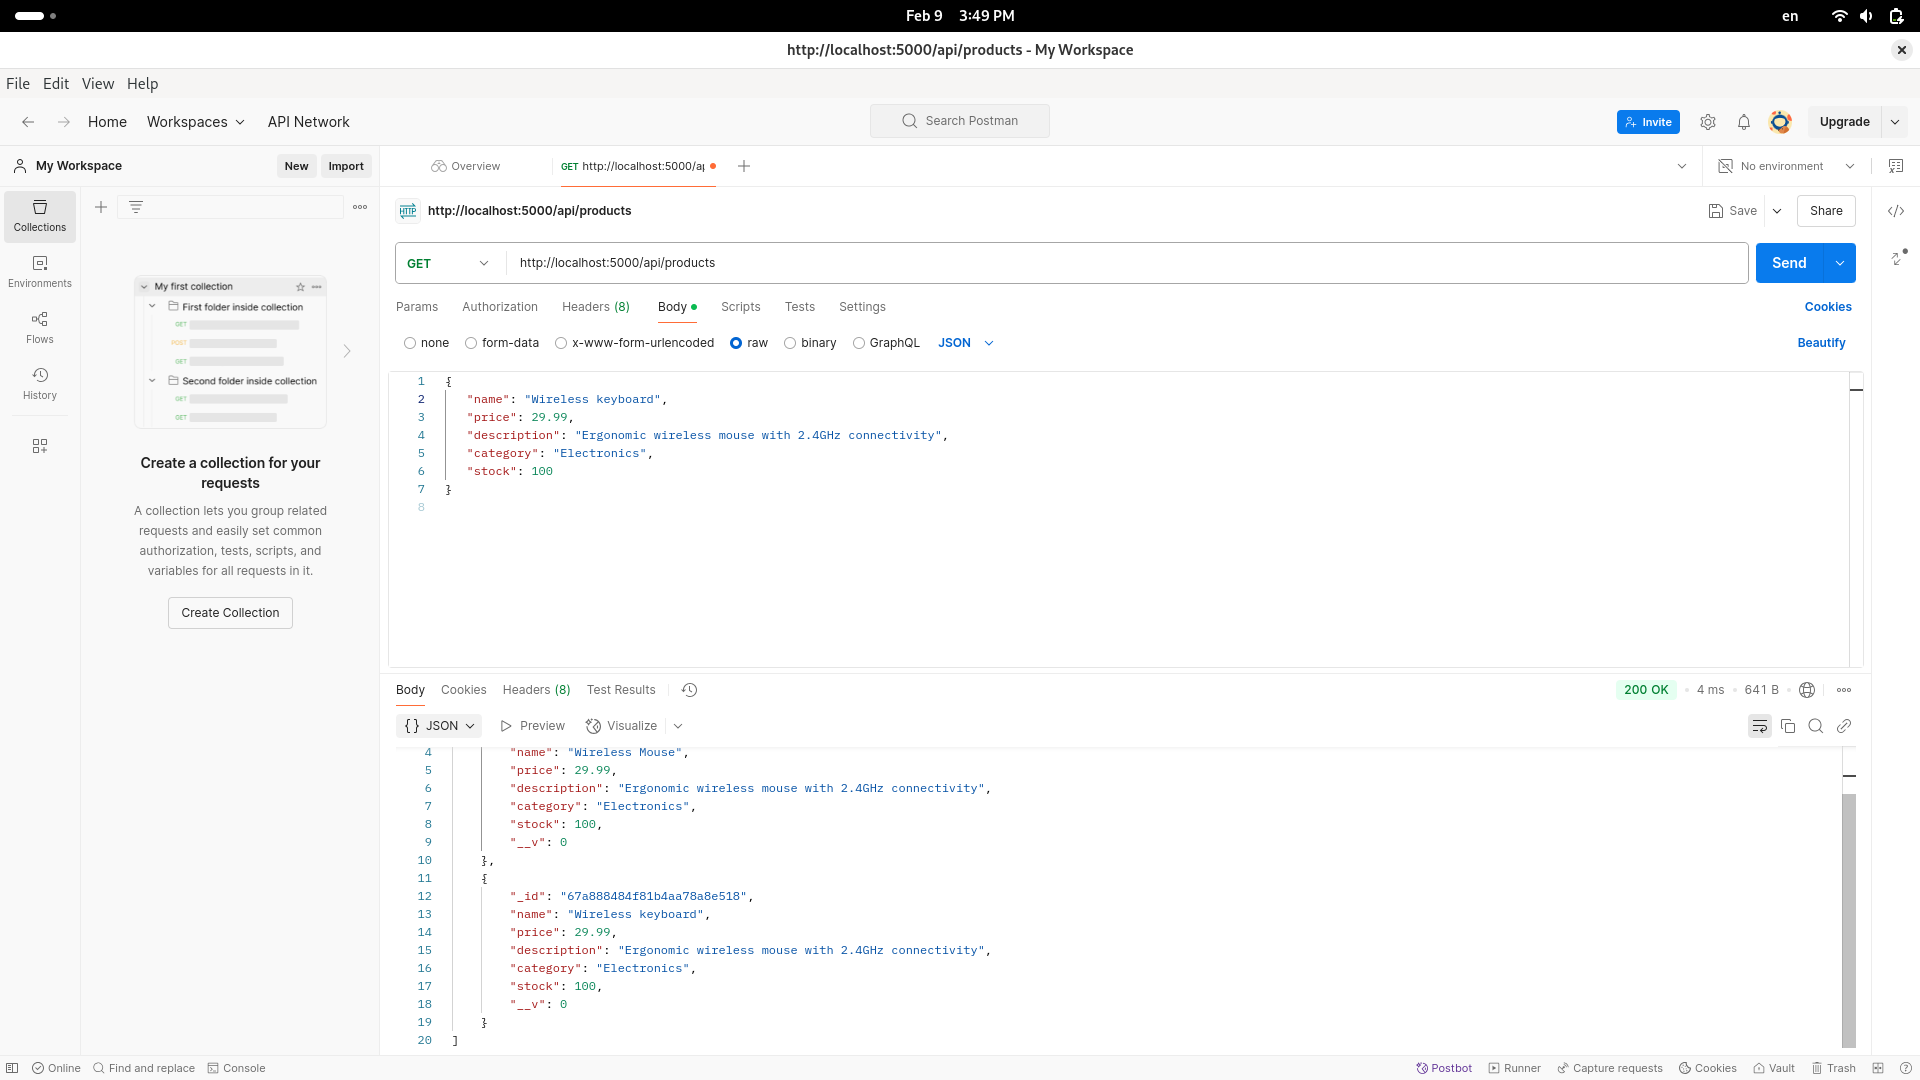 Feb 9 3:49 PM
en
http://localhost:5000/api/products - My Workspace
File Edit View Help
Home Workspaces API Network
Search Postman
Invite
Upgrade
My Workspace
New
Import
Overview
GET http://localhost:5000/ap
No environment
HTTP http://localhost:5000/api/products
Save
Share
Collections
Environments
Flows
History
My first collection
First folder inside collection
GET
POST
GET
Second folder inside collection
GET
GET
Create a collection for your
requests
A collection lets you group related
requests and easily set common
authorization, tests, scripts, and
variables for all requests in it.
Create Collection
GET http://localhost:5000/api/products
Send
Params Authorization Headers (8) Body Scripts Tests Settings
Cookies
none form-data x-www-form-urlencoded raw binary GraphQL JSON
Beautify
1 {
2 "name": "Wireless keyboard",
3 "price": 29.99,
4 "description": "Ergonomic wireless mouse with 2.4GHz connectivity",
5 "category": "Electronics",
6 "stock": 100
7 }
8
Body Cookies Headers (8) Test Results
200 OK • 4 ms • 641 B •
{} JSON Preview Visualize
4 "name": "Wireless Mouse",
5 "price": 29.99,
6 "description": "Ergonomic wireless mouse with 2.4GHz connectivity",
7 "category": "Electronics",
8 "stock": 100,
9 "__v": 0
10 },
11 {
12 "_id": "67a888484f81b4aa78a8e518",
13 "name": "Wireless keyboard",
14 "price": 29.99,
15 "description": "Ergonomic wireless mouse with 2.4GHz connectivity",
16 "category": "Electronics",
17 "stock": 100,
18 "__v": 0
19 }
20 ]
Online Find and replace Console
Postbot Runner Capture requests Cookies Vault Trash